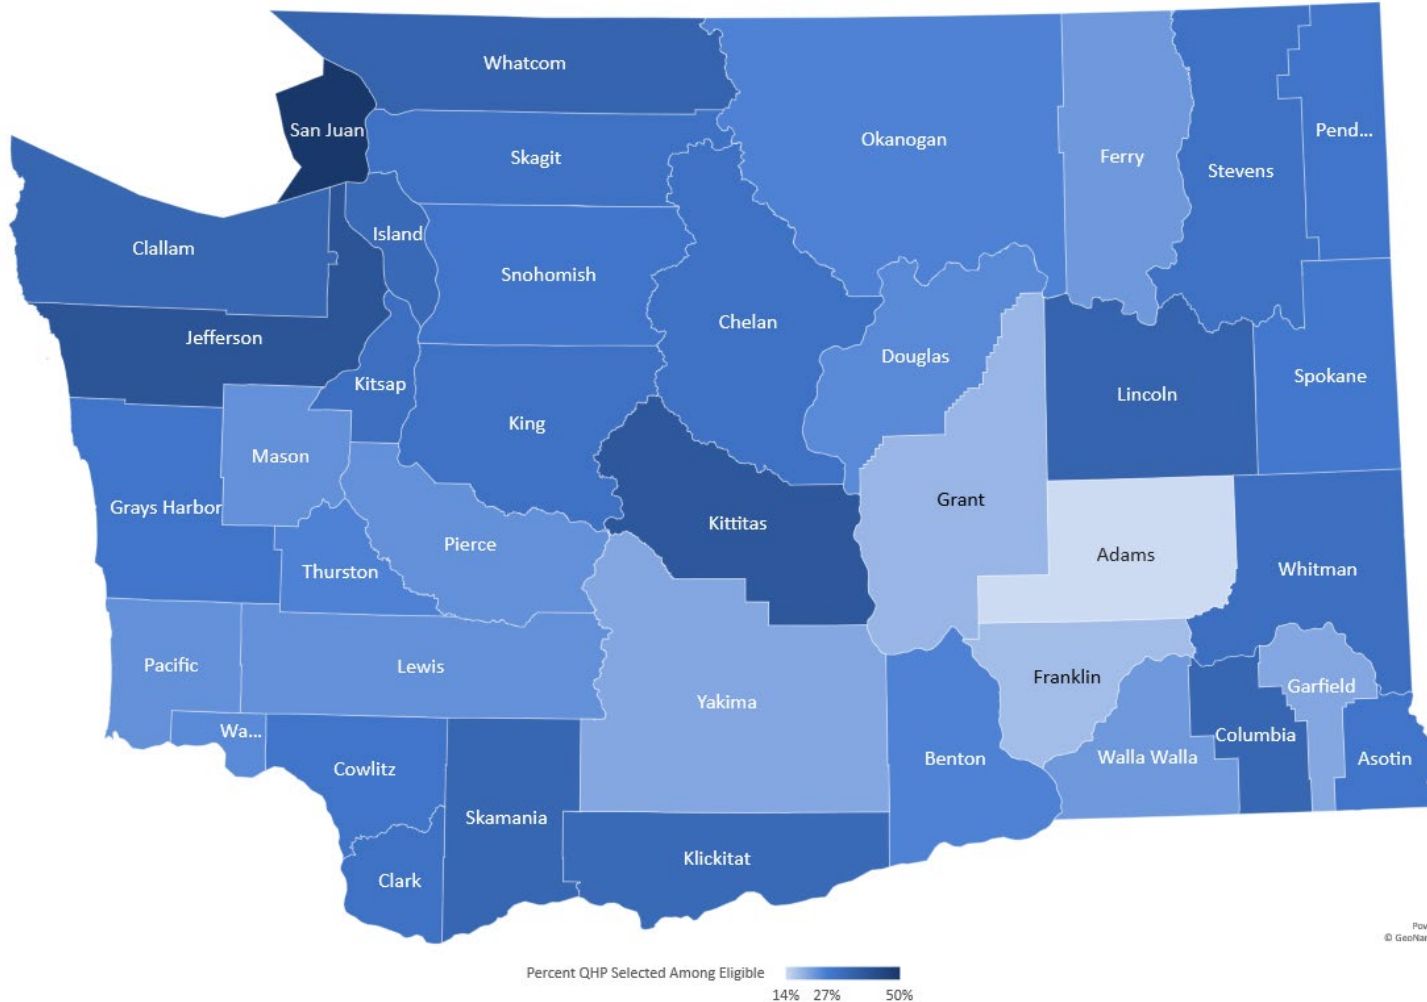 Whatcom
San Juan
Skagit
Okanogan
Ferry
Stevens
Pend...
Clallam
Island
Snohomish
Chelan
Jefferson
Kitsap
King
Douglas
Lincoln
Spokane
Mason
Grays Harbor
Kittitas
Grant
Adams
Whitman
Pierce
Thurston
Pacific
Lewis
Yakima
Franklin
Garfield
Wa...
Cowlitz
Benton
Walla Walla
Columbia
Asotin
Skamania
Klickitat
Clark
Pow
© GeoNar
Percent QHP Selected Among Eligible
14% 27% 50%